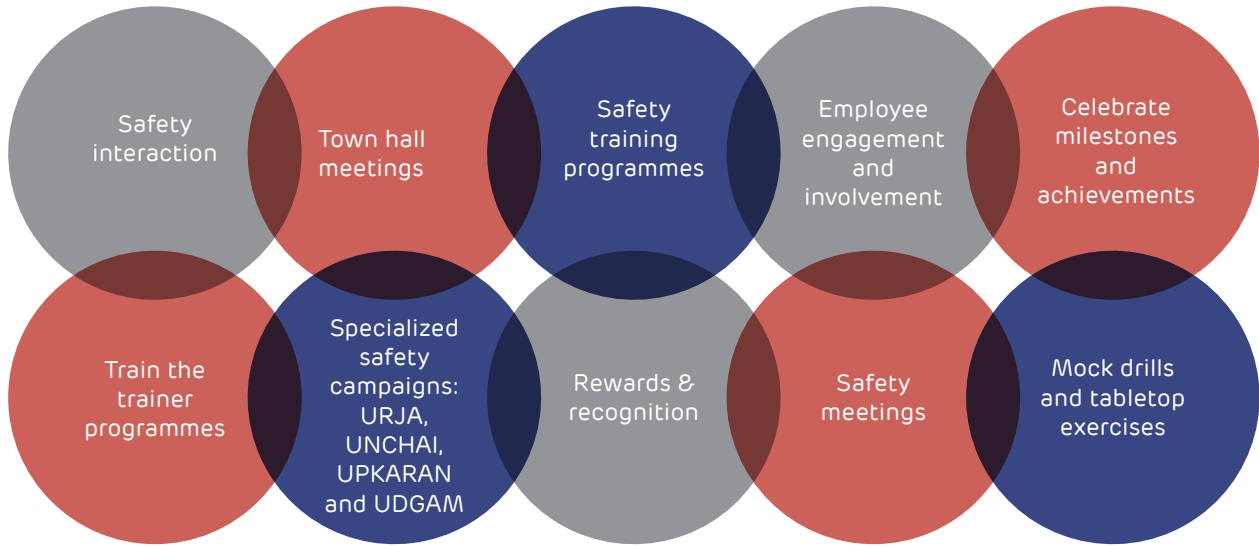 Safety
interaction
Town hall
meetings
Safety
training
programmes
Employee
engagement
and
involvement
Celebrate
milestones
and
achievements
Train the
trainer
programmes
Specialized
safety
campaigns:
URJA,
UNCHAI,
UPKARAN
and UDGAM
Rewards &
recognition
Safety
meetings
Mock drills
and tabletop
exercises